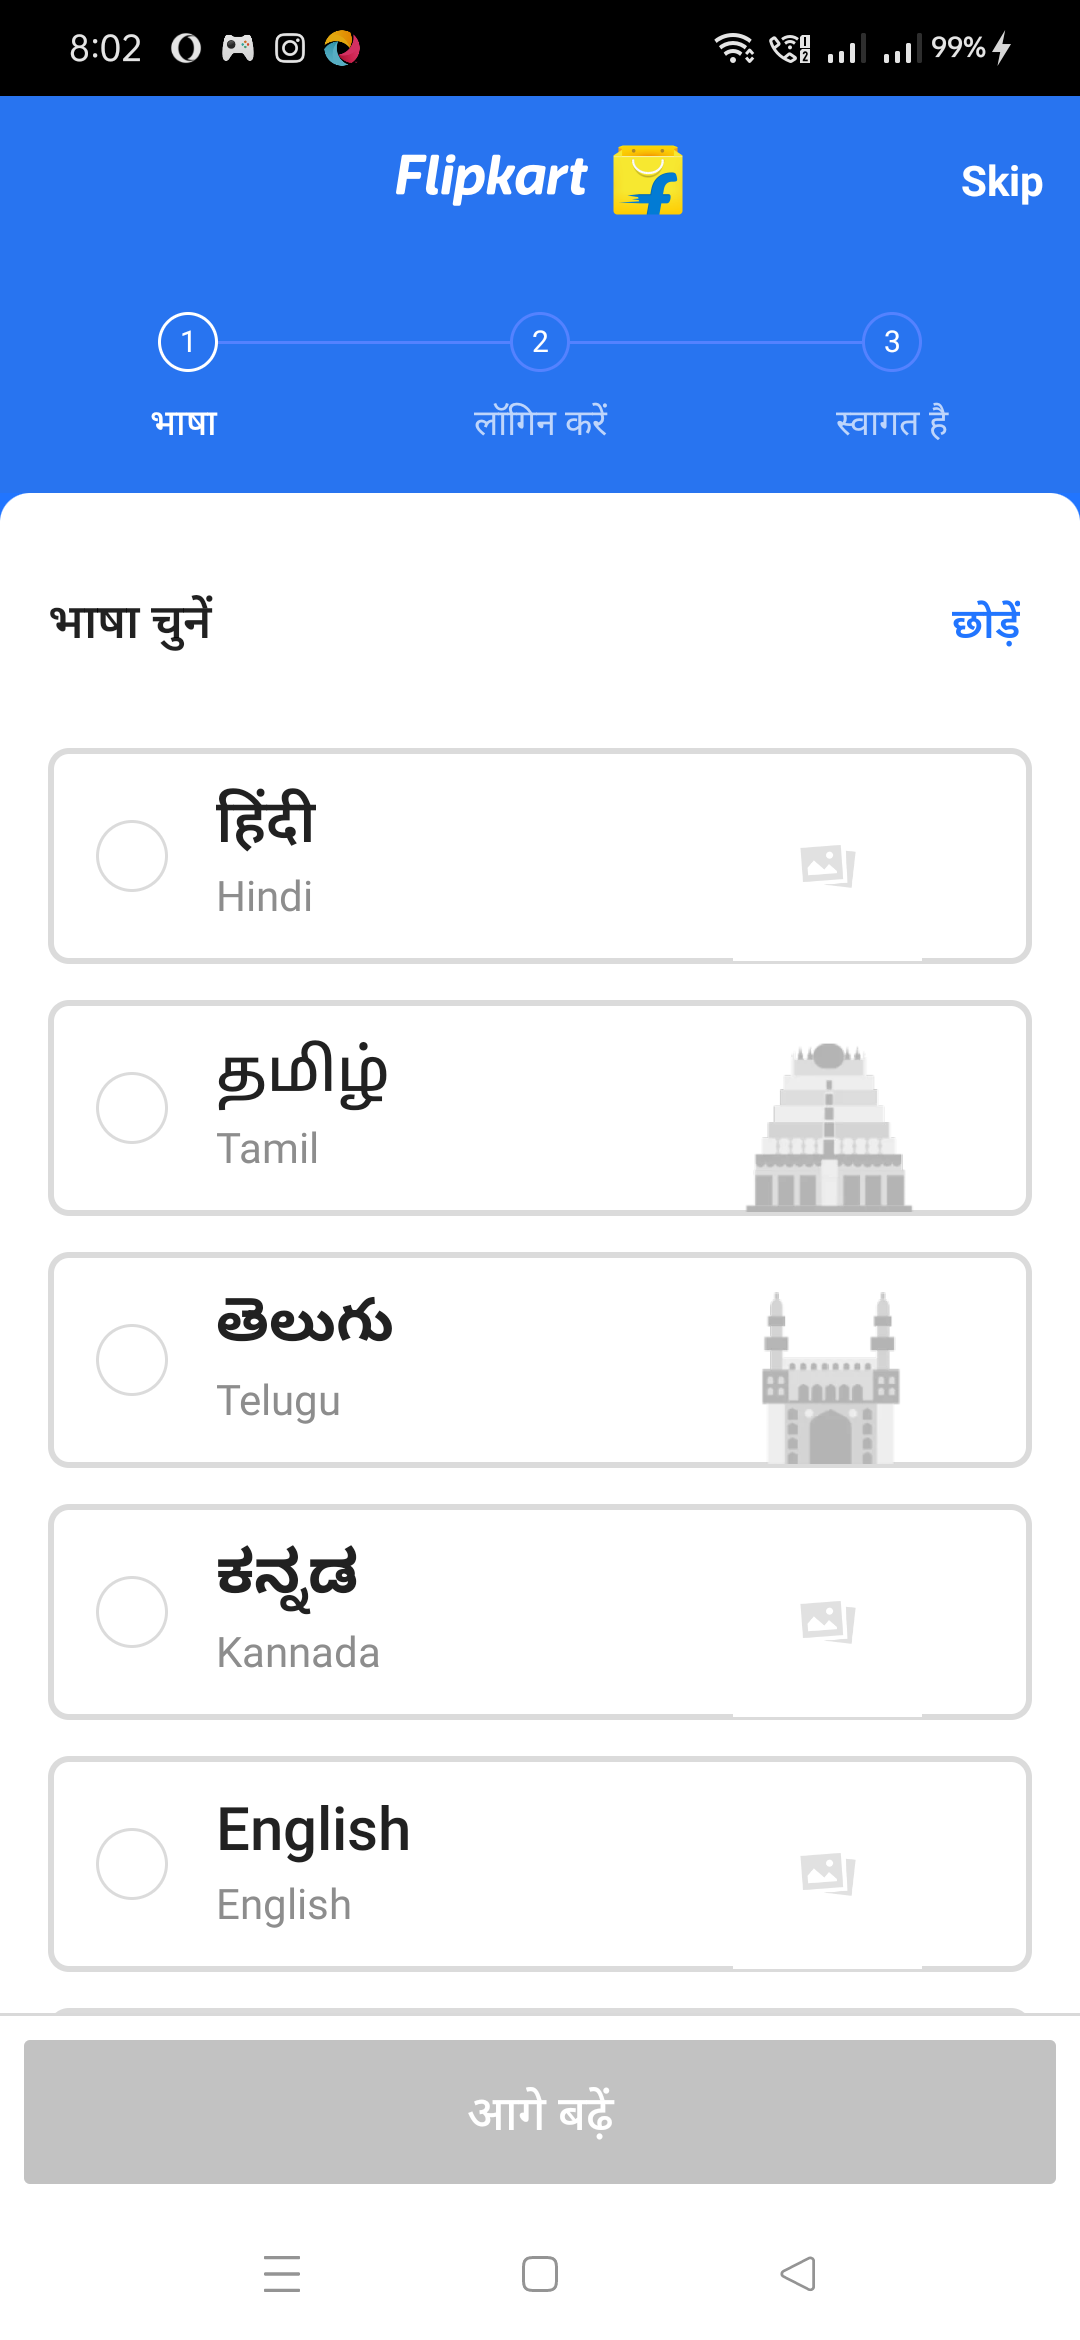 8:02
99%
Flipkart
Skip
1
2
3
भाषा
लॉगिन करें
स्वागत है
भाषा चुनें
छोड़ें
हिंदी
Hindi
தமிழ்
Tamil
తెలుగు
Telugu
ಕನ್ನಡ
Kannada
English
English
आगे बढ़ें